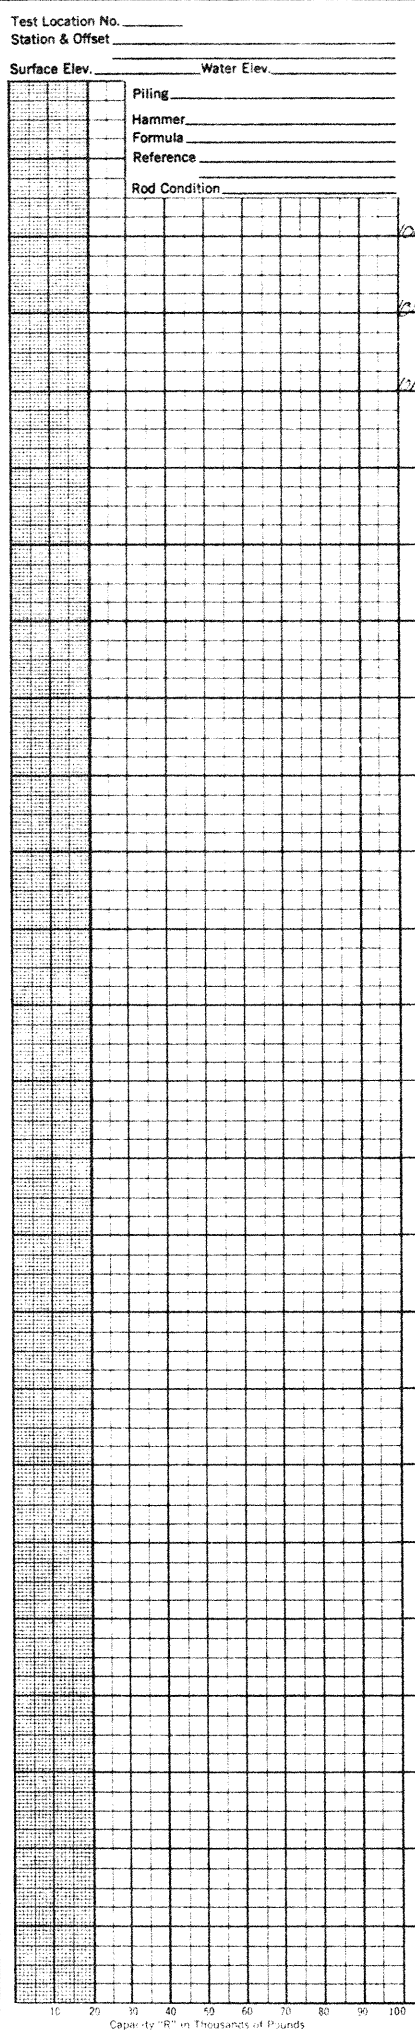 Test Location No.
Station & Offset
Surface Elev. Water Elev.
Piling
Hammer
Formula
Reference
Rod Condition
10 20 30 40 50 60 70 80 90 100
Capacity "R" in Thousands of Pounds